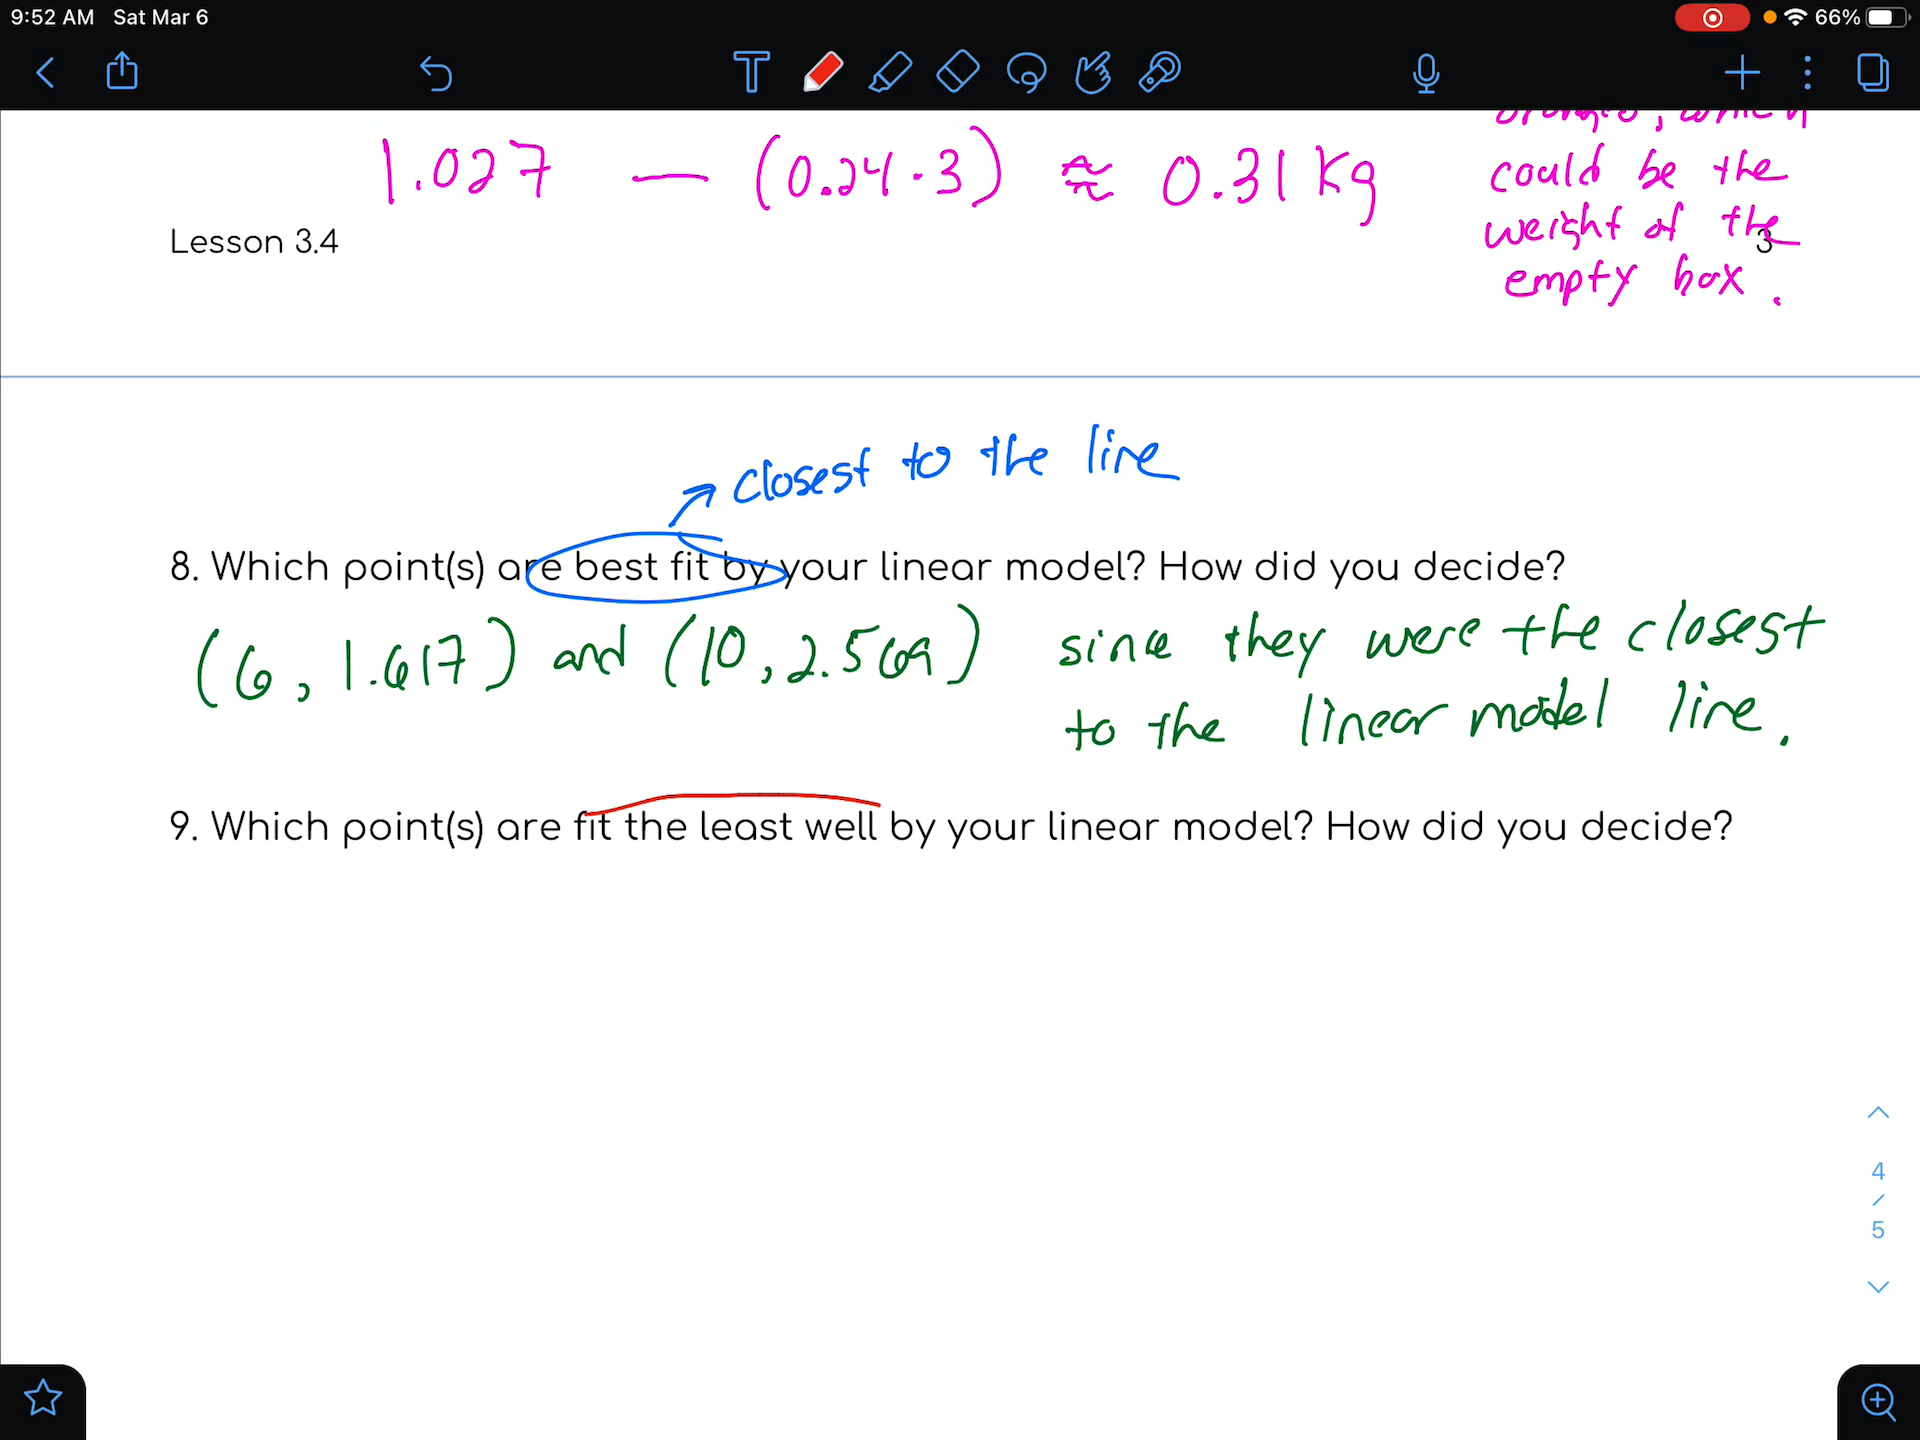 9:52 AM Sat Mar 6
66%
1.027 — (0.24·3) ≈ 0.31 Kg
could be the
weight of the
empty box.
Lesson 3.4
3
closest to the line
8. Which point(s) are best fit by your linear model? How did you decide?
(6, 1.617) and (10, 2.569) since they were the closest
to the linear model line.
9. Which point(s) are fit the least well by your linear model? How did you decide?
4
/
5